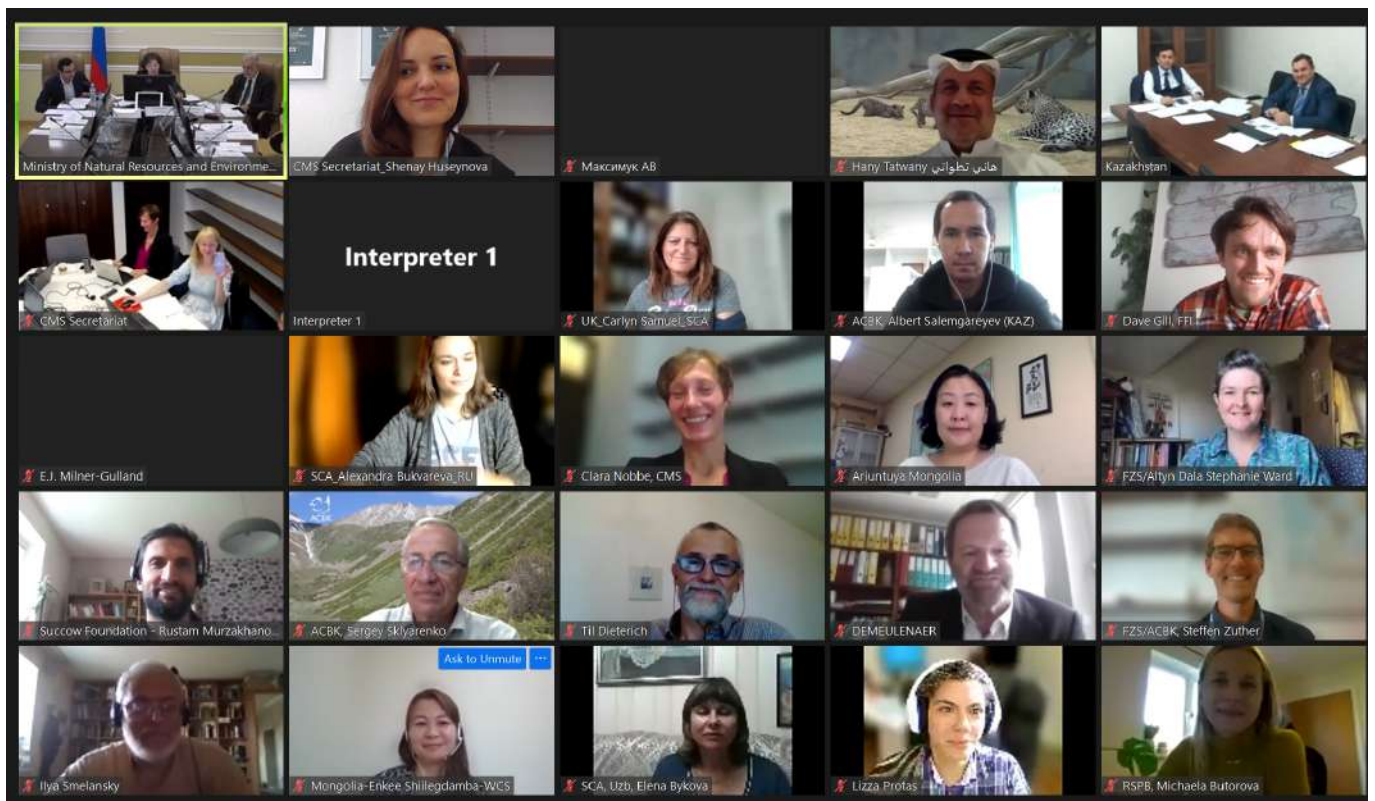 Ministry of Natural Resources and Environme...
CMS Secretariat_Shenay Huseynova
Максимук АВ
Hany Tatwany هاني تطواني
Kazakhstan
CMS Secretariat
Interpreter 1
Interpreter 1
UK_Carlyn Samuel_SCA
ACBK, Albert Salemgareyev (KAZ)
Dave Gill, FFI
E.J. Milner-Gulland
SCA_Alexandra Bukvareva_RU
Clara Nobbe, CMS
Ariuntuya Mongolia
FZS/Altyn Dala Stephanie Ward
ACBK
Succow Foundation - Rustam Murzakhano...
ACBK, Sergey Sklyarenko
Til Dieterich
DEMEULENAER
FZS/ACBK, Steffen Zuther
Ask to Unmute ...
Ilya Smelansky
Mongolia-Enkee Shiilegdamba-WCS
SCA, Uzb, Elena Bykova
Lizza Protas
RSPB, Michaela Butorova